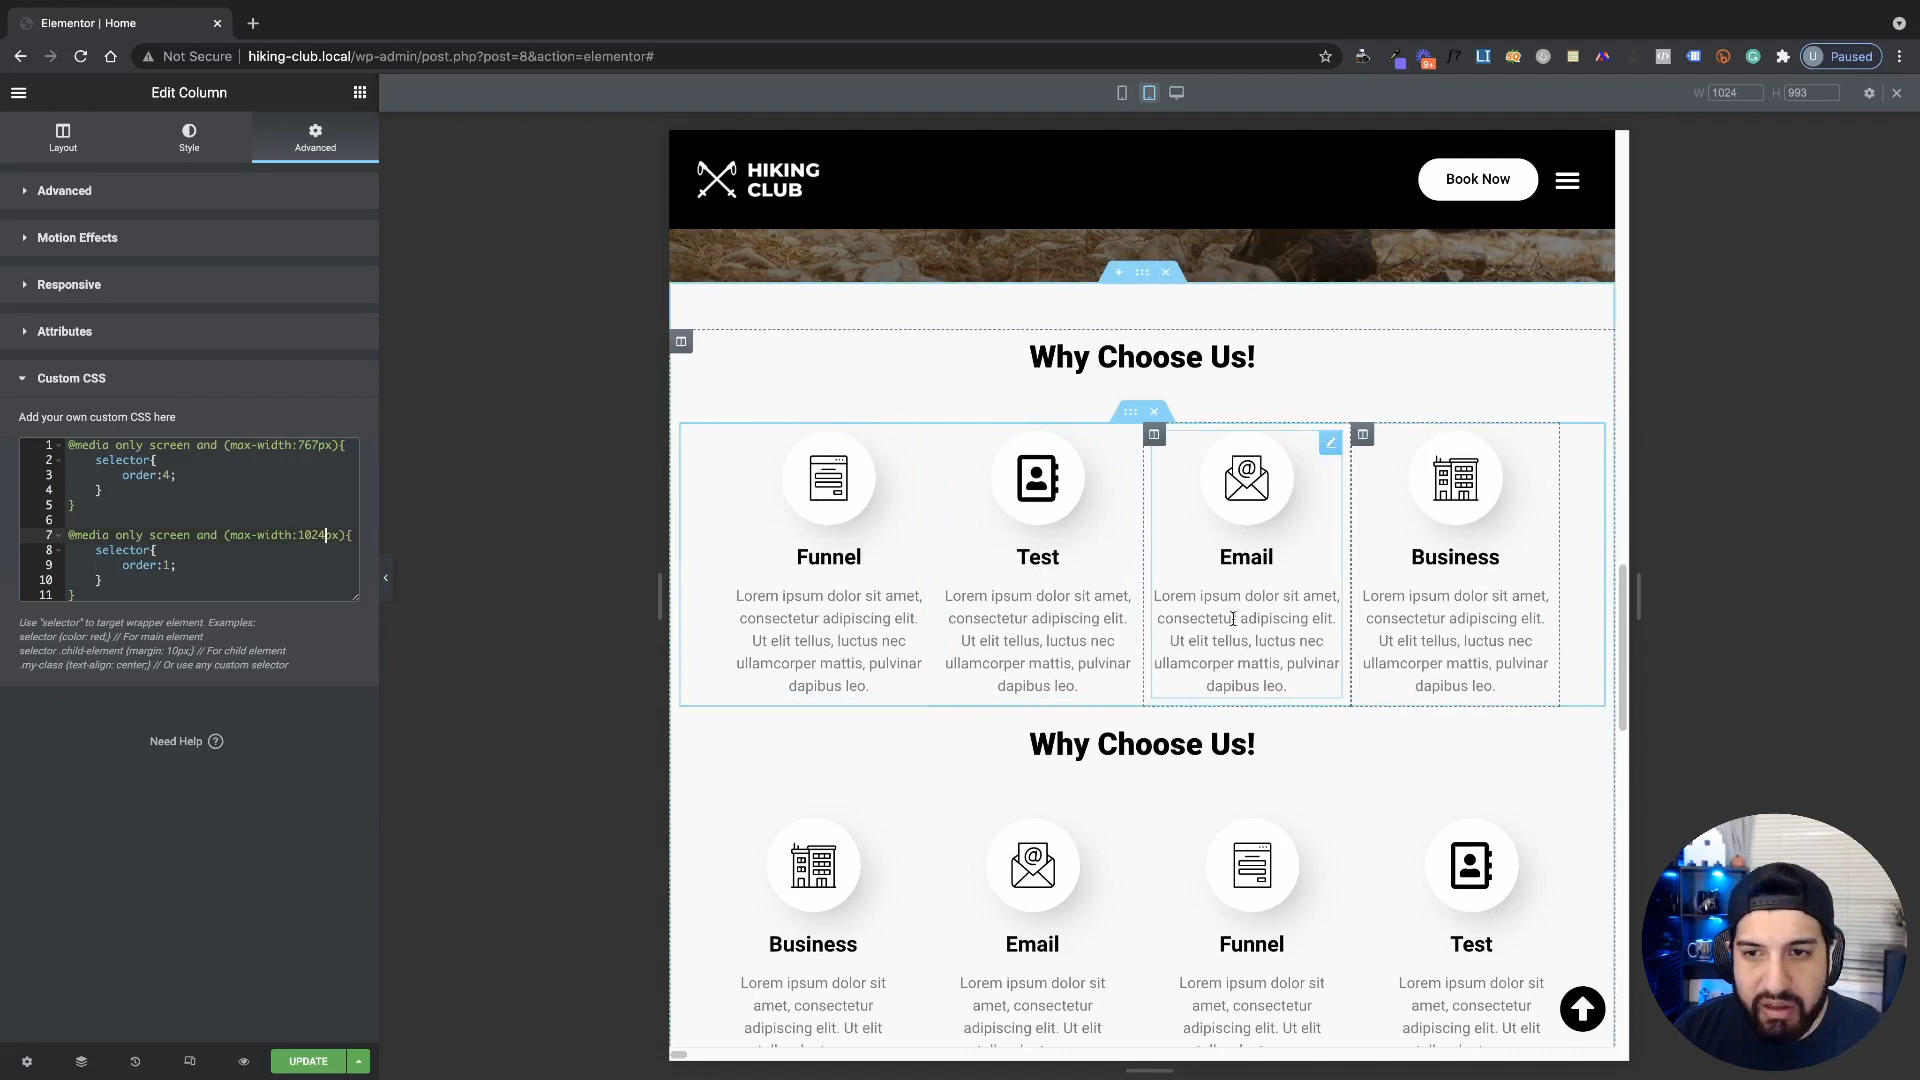 Elementor | Home
Not Secure hiking-club.local/wp-admin/post.php?post=8&action=elementor#
f?
LI
9+
U Paused
Edit Column
W 1024 H 993
Layout Style Advanced
Advanced
Motion Effects
Responsive
Attributes
Custom CSS
Add your own custom CSS here
1 @media only screen and (max-width:767px){
2 selector{
3 order:4;
4 }
5 }
6
7 @media only screen and (max-width:1024px){
8 selector{
9 order:1;
10 }
11 }
Use "selector" to target wrapper element. Examples:
selector {color: red;} // For main element
selector .child-element {margin: 10px;} // For child element
.my-class {text-align: center;} // Or use any custom selector
Need Help ?
UPDATE
HIKING
CLUB
Book Now
Why Choose Us!
Funnel Test Email Business
Lorem ipsum dolor sit amet, Lorem ipsum dolor sit amet, Lorem ipsum dolor sit amet, Lorem ipsum dolor sit amet,
consectetur adipiscing elit. consectetur adipiscing elit. consectetur adipiscing elit. consectetur adipiscing elit.
Ut elit tellus, luctus nec Ut elit tellus, luctus nec Ut elit tellus, luctus nec Ut elit tellus, luctus nec
ullamcorper mattis, pulvinar ullamcorper mattis, pulvinar ullamcorper mattis, pulvinar ullamcorper mattis, pulvinar
dapibus leo. dapibus leo. dapibus leo. dapibus leo.
Why Choose Us!
Business Email Funnel Test
Lorem ipsum dolor sit Lorem ipsum dolor sit Lorem ipsum dolor sit Lorem ipsum dolor sit
amet, consectetur amet, consectetur amet, consectetur amet, consectetur
adipiscing elit. Ut elit adipiscing elit. Ut elit adipiscing elit. Ut elit adipiscing elit. Ut elit